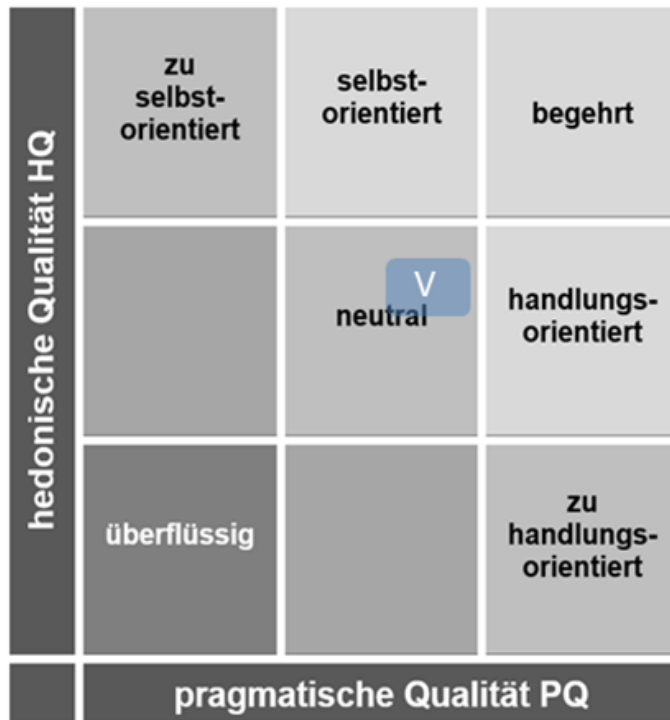 hedonische Qualität HQ
zu
selbst-
orientiert
selbst-
orientiert
begehrt
V
neutral
handlungs-
orientiert
überflüssig
zu
handlungs-
orientiert
pragmatische Qualität PQ